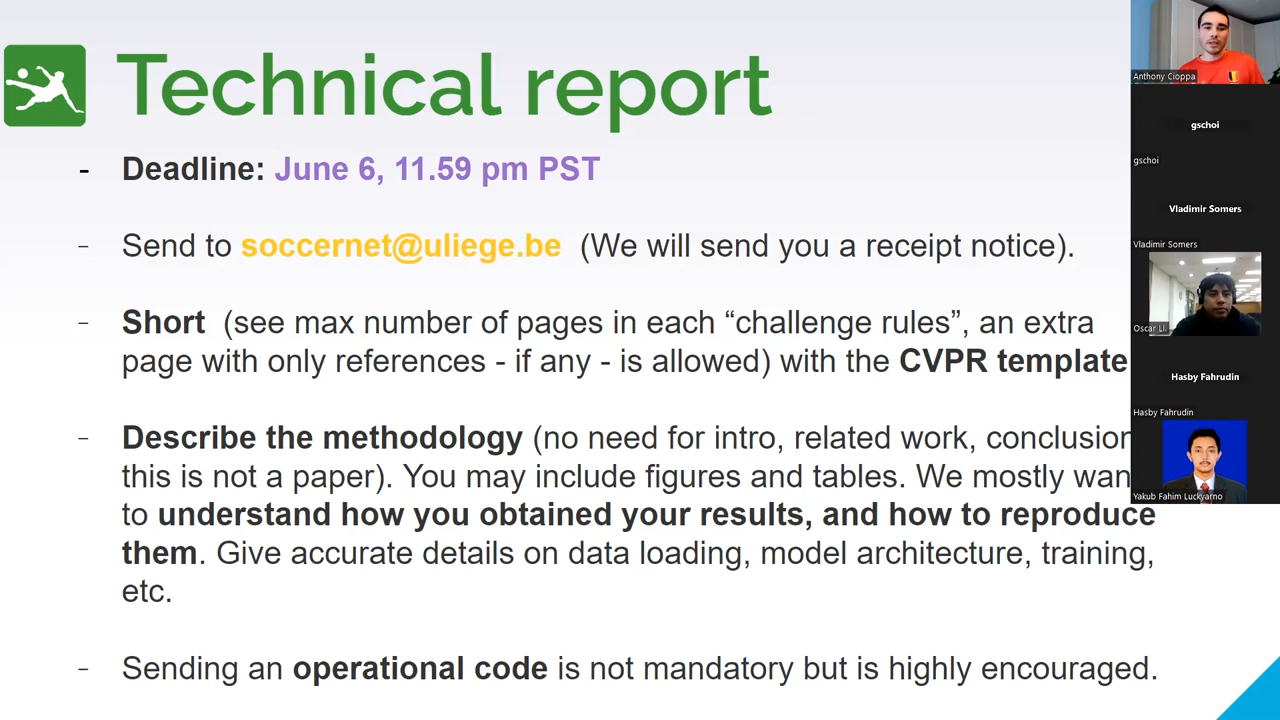 Technical report
- Deadline: June 6, 11.59 pm PST
- Send to soccernet@uliege.be (We will send you a receipt notice).
- Short (see max number of pages in each “challenge rules”, an extra
page with only references - if any - is allowed) with the CVPR template
- Describe the methodology (no need for intro, related work, conclusion
this is not a paper). You may include figures and tables. We mostly wan
to understand how you obtained your results, and how to reproduce
them. Give accurate details on data loading, model architecture, training,
etc.
- Sending an operational code is not mandatory but is highly encouraged.
Anthony Cioppa
gschoi
gschoi
Vladimir Somers
Vladimir Somers
Oscar Ll.
Hasby Fahrudin
Hasby Fahrudin
Yakub Fahim Luckyarno